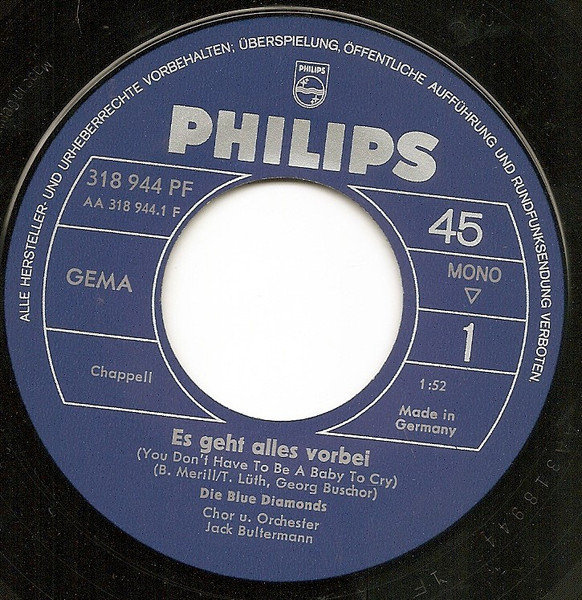 ALLE HERSTELLER- UND URHEBERRECHTE VORBEHALTEN; ÜBERSPIELUNG, ÖFFENTLICHE AUFFÜHRUNG UND RUNDFUNKSENDUNG VERBOTEN.
PHILIPS
PHILIPS
318 944 PF
AA 318 944.1 F
45
GEMA
MONO
1
Chappell
1:52
Made in
Germany
Es geht alles vorbei
(You Don't Have To Be A Baby To Cry)
(B. Merill/T. Lüth, Georg Buschor)
Die Blue Diamonds
Chor u. Orchester
Jack Bultermann